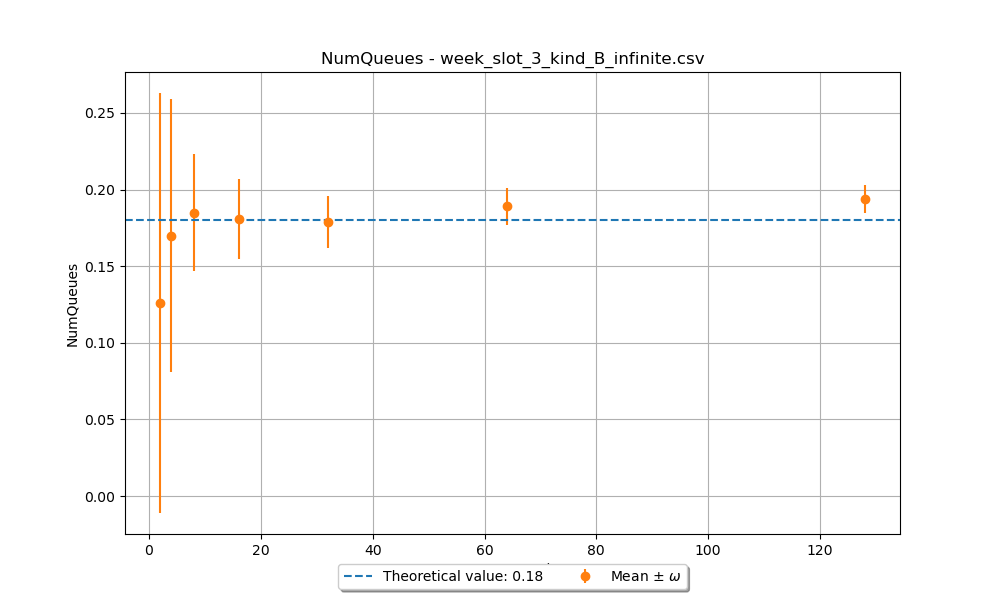 NumQueues - week_slot_3_kind_B_infinite.csv
0.25
0.20
0.15
0.10
0.05
0.00
NumQueues
0 20 40 60 80 100 120
Theoretical value: 0.18 Mean ± ω